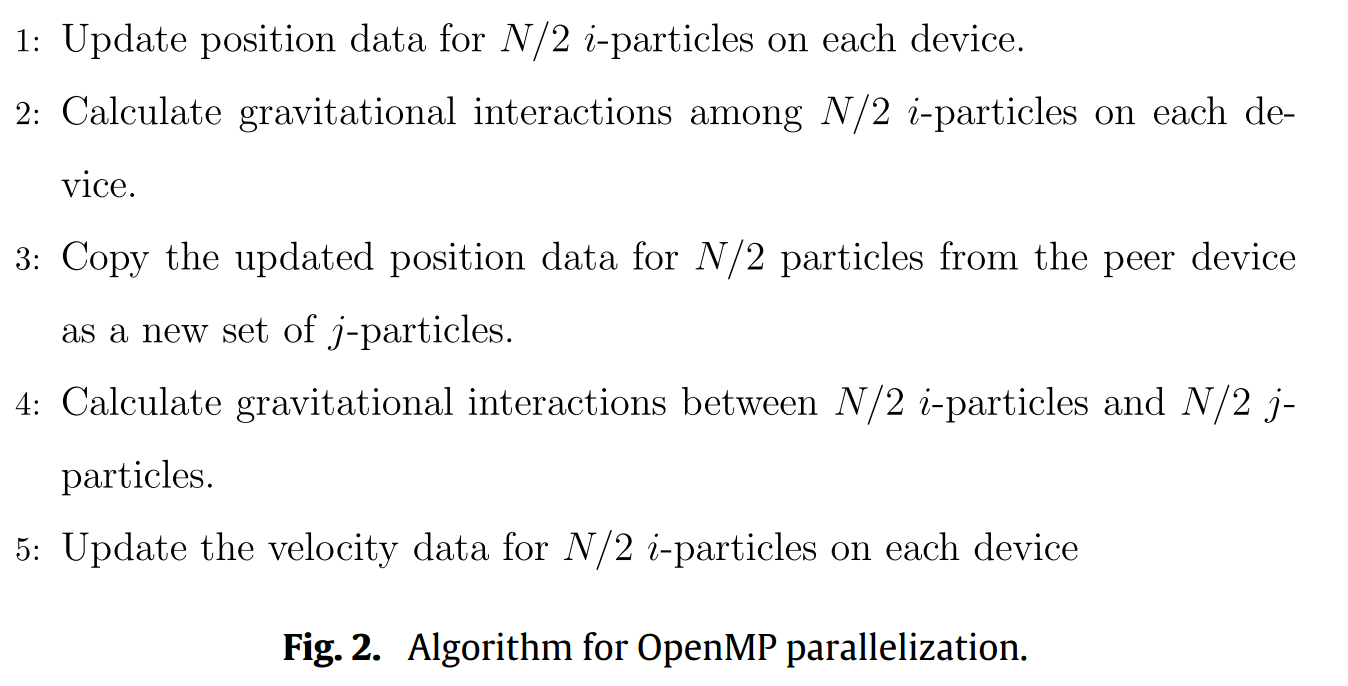 1: Update position data for N/2 i-particles on each device.
2: Calculate gravitational interactions among N/2 i-particles on each de-
vice.
3: Copy the updated position data for N/2 particles from the peer device
as a new set of j-particles.
4: Calculate gravitational interactions between N/2 i-particles and N/2 j-
particles.
5: Update the velocity data for N/2 i-particles on each device
Fig. 2. Algorithm for OpenMP parallelization.